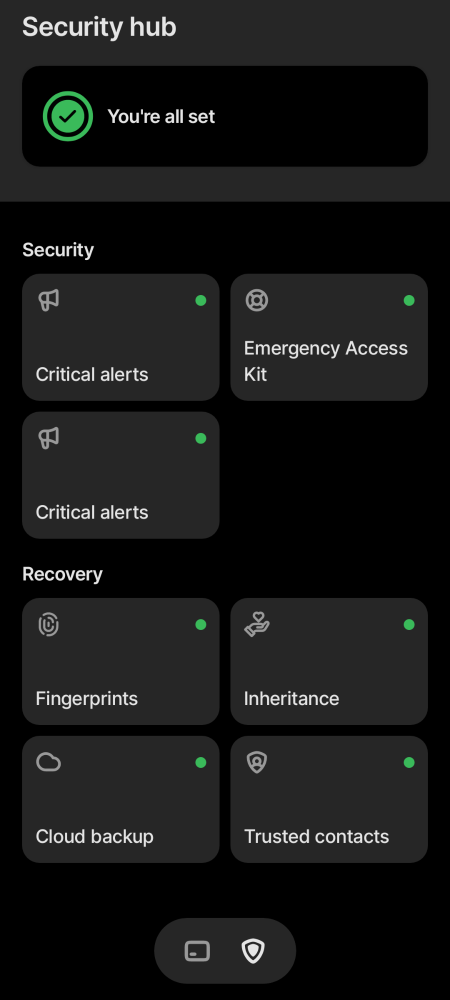 Security hub
You're all set
Security
Critical alerts
Emergency Access
Kit
Critical alerts
Recovery
Fingerprints
Inheritance
Cloud backup
Trusted contacts